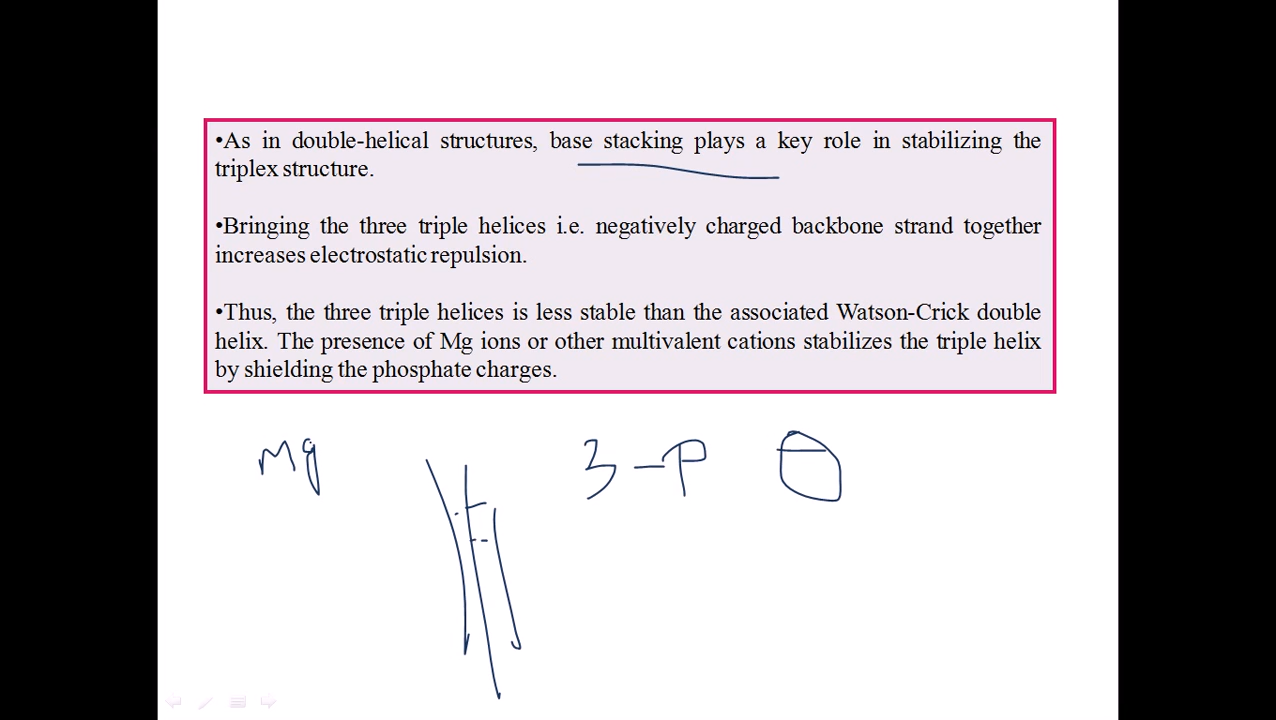 •As in double-helical structures, base stacking plays a key role in stabilizing the
triplex structure.
•Bringing the three triple helices i.e. negatively charged backbone strand together
increases electrostatic repulsion.
•Thus, the three triple helices is less stable than the associated Watson-Crick double
helix. The presence of Mg ions or other multivalent cations stabilizes the triple helix
by shielding the phosphate charges.
Mg 3 – P ⊖